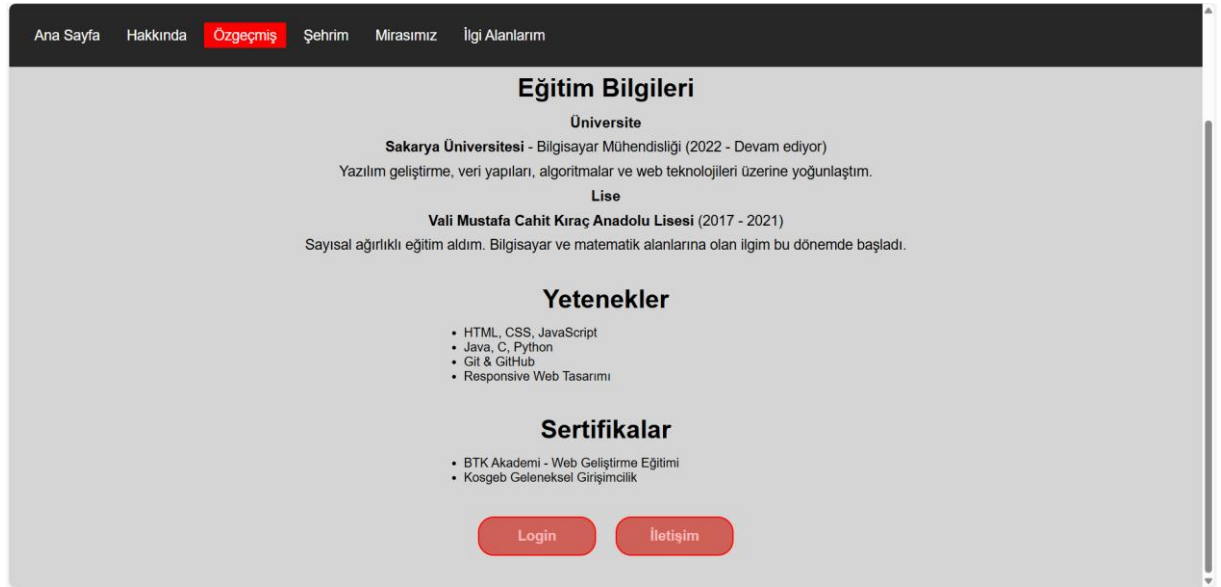 Ana Sayfa Hakkında Özgeçmiş Şehrim Mirasımız İlgi Alanlarım
Eğitim Bilgileri
Üniversite
Sakarya Üniversitesi - Bilgisayar Mühendisliği (2022 - Devam ediyor)
Yazılım geliştirme, veri yapıları, algoritmalar ve web teknolojileri üzerine yoğunlaştım.
Lise
Vali Mustafa Cahit Kıraç Anadolu Lisesi (2017 - 2021)
Sayısal ağırlıklı eğitim aldım. Bilgisayar ve matematik alanlarına olan ilgim bu dönemde başladı.
Yetenekler
• HTML, CSS, JavaScript
• Java, C, Python
• Git & GitHub
• Responsive Web Tasarımı
Sertifikalar
• BTK Akademi - Web Geliştirme Eğitimi
• Kosgeb Geleneksel Girişimcilik
Login İletişim